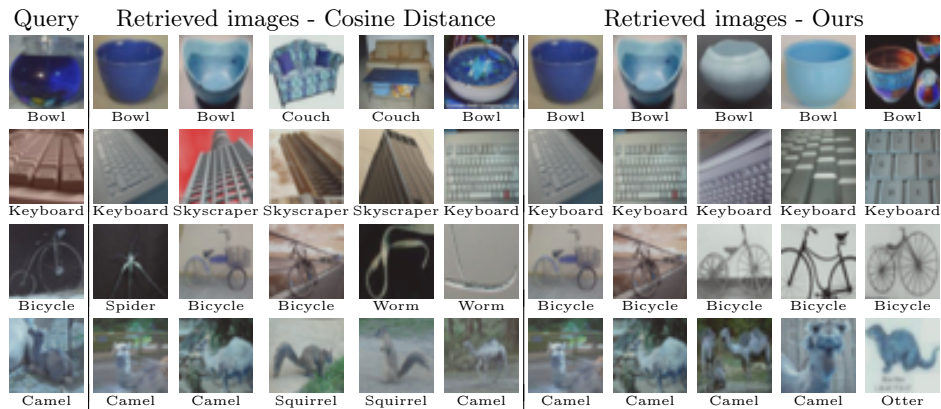 Query Retrieved images - Cosine Distance Retrieved images - Ours
Bowl Bowl Bowl Couch Couch Bowl Bowl Bowl Bowl Bowl Bowl
Keyboard Keyboard Skyscraper Skyscraper Skyscraper Keyboard Keyboard Keyboard Keyboard Keyboard Keyboard
Bicycle Spider Bicycle Bicycle Worm Worm Bicycle Bicycle Bicycle Bicycle Bicycle
Camel Camel Camel Squirrel Squirrel Camel Camel Camel Camel Camel Otter